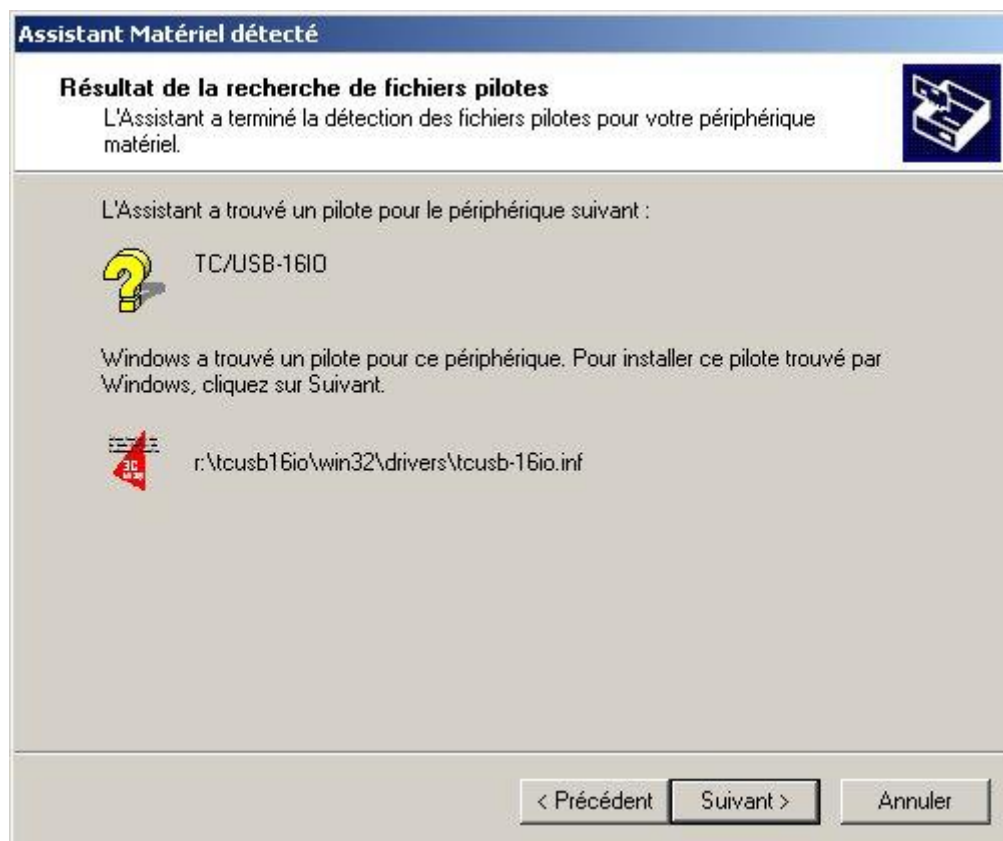 Assistant Matériel détecté
Résultat de la recherche de fichiers pilotes
L'Assistant a terminé la détection des fichiers pilotes pour votre périphérique
matériel.
L'Assistant a trouvé un pilote pour le périphérique suivant :
TC/USB-16IO
Windows a trouvé un pilote pour ce périphérique. Pour installer ce pilote trouvé par
Windows, cliquez sur Suivant.
r:\tcusb16io\win32\drivers\tcusb-16io.inf
< Précédent
Suivant >
Annuler